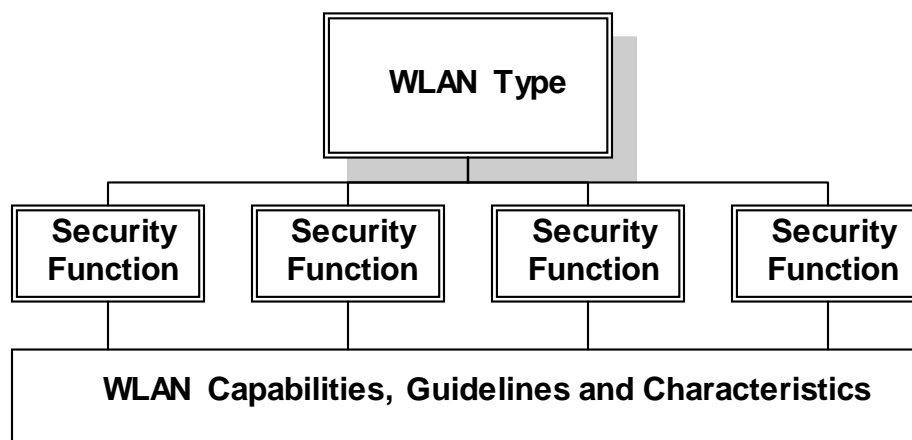 WLAN Type
Security
Function
Security
Function
Security
Function
Security
Function
WLAN Capabilities, Guidelines and Characteristics